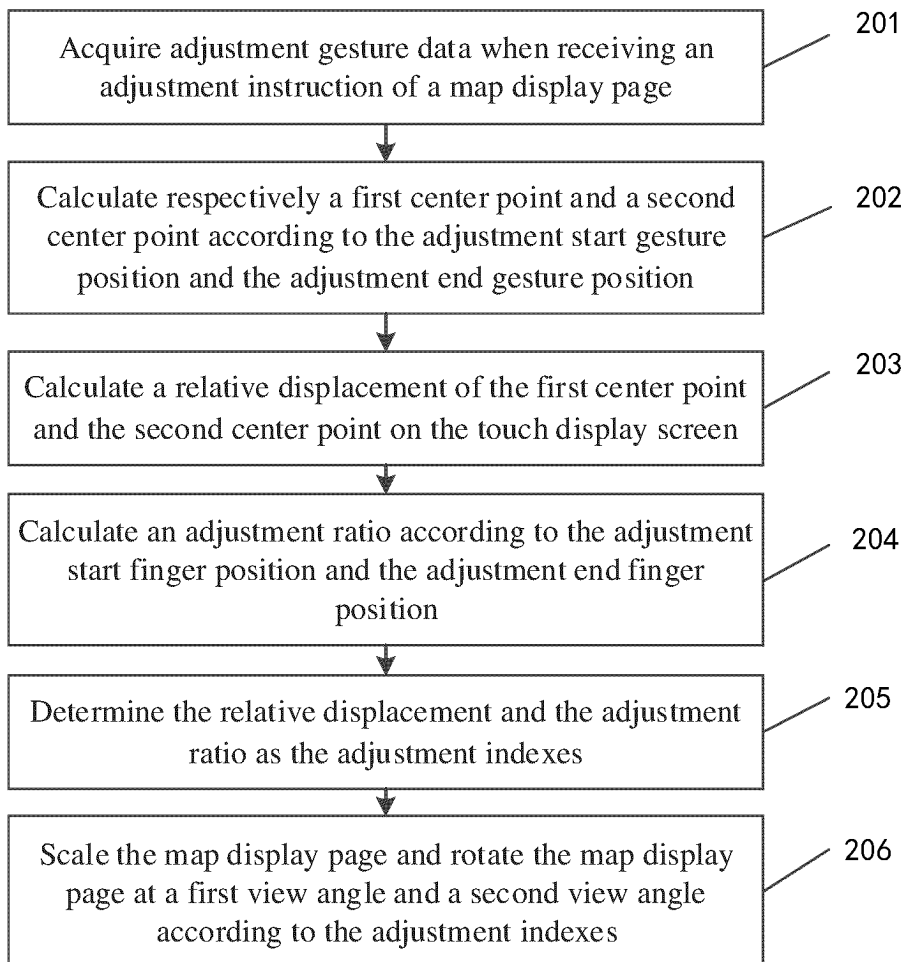 Acquire adjustment gesture data when receiving an
adjustment instruction of a map display page
201
Calculate respectively a first center point and a second
center point according to the adjustment start gesture
position and the adjustment end gesture position
202
Calculate a relative displacement of the first center point
and the second center point on the touch display screen
203
Calculate an adjustment ratio according to the adjustment
start finger position and the adjustment end finger
position
204
Determine the relative displacement and the adjustment
ratio as the adjustment indexes
205
Scale the map display page and rotate the map display
page at a first view angle and a second view angle
according to the adjustment indexes
206